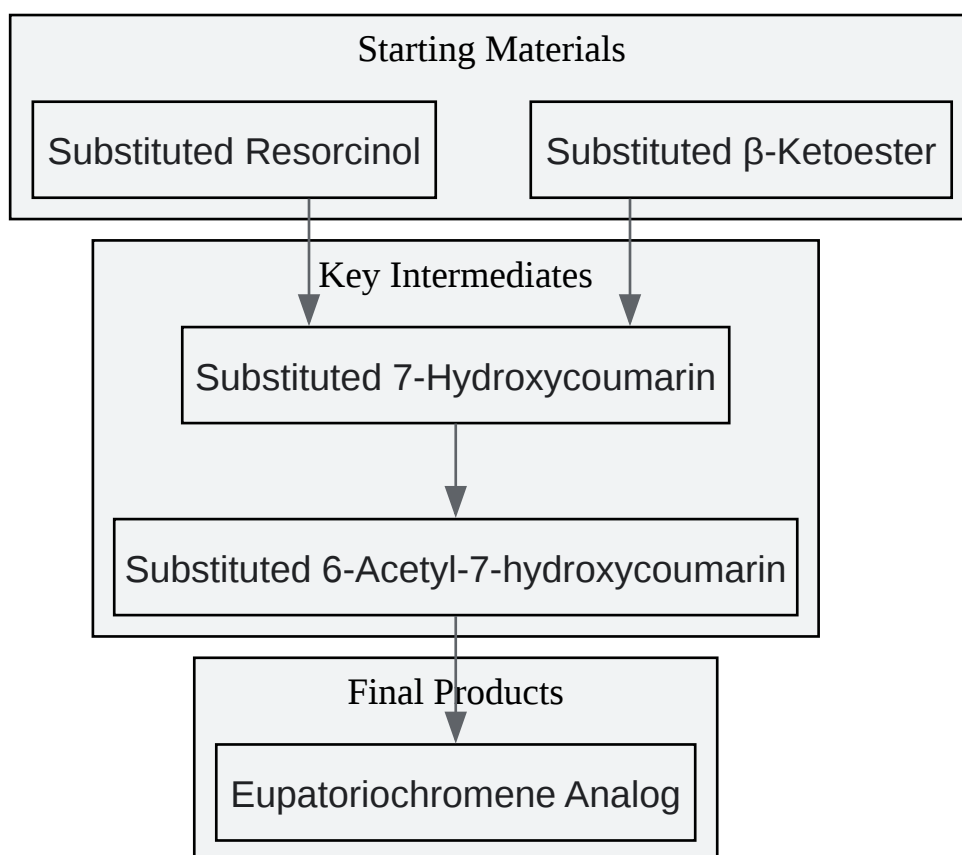 Starting Materials
Substituted Resorcinol
Substituted β-Ketoester
Key Intermediates
Substituted 7-Hydroxycoumarin
Substituted 6-Acetyl-7-hydroxycoumarin
Final Products
Eupatoriochromene Analog